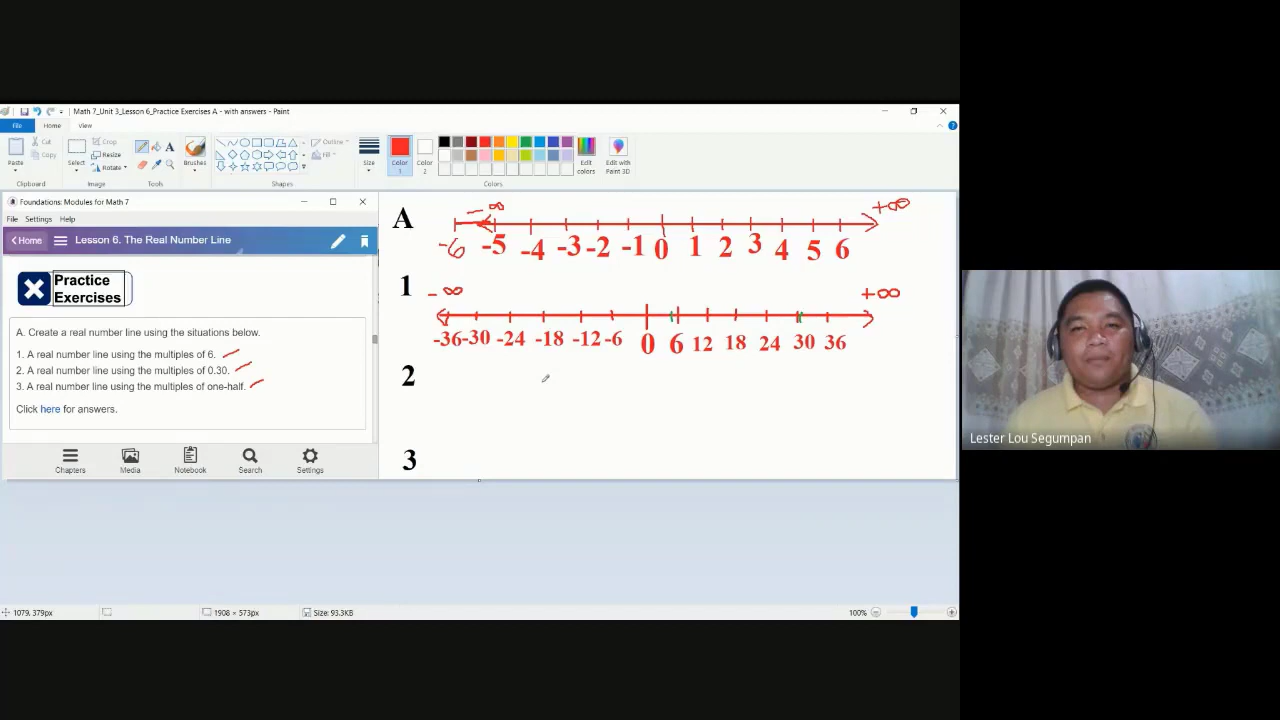 Math 7_Unit 3_Lesson 6_Practice Exercises A - with answers - Paint
File Home View
Paste
Cut
Copy
Clipboard
Select
Crop
Resize
Rotate
Image
A
Tools
Brushes
Outline
Fill
Shapes
Size
Color 1
Color 2
Edit colors
Edit with Paint 3D
Colors
Foundations: Modules for Math 7
File Settings Help
Home
Lesson 6. The Real Number Line
Practice
Exercises
A. Create a real number line using the situations below.
1. A real number line using the multiples of 6.
2. A real number line using the multiples of 0.30.
3. A real number line using the multiples of one-half.
Click here for answers.
Chapters Media Notebook Search Settings
A
-∞ +∞
-6 -5 -4 -3 -2 -1 0 1 2 3 4 5 6
1
-∞ +∞
-36 -30 -24 -18 -12 -6 0 6 12 18 24 30 36
2
3
Lester Lou Segumpan
1079, 379px
1908 × 573px
Size: 93.3KB
100%